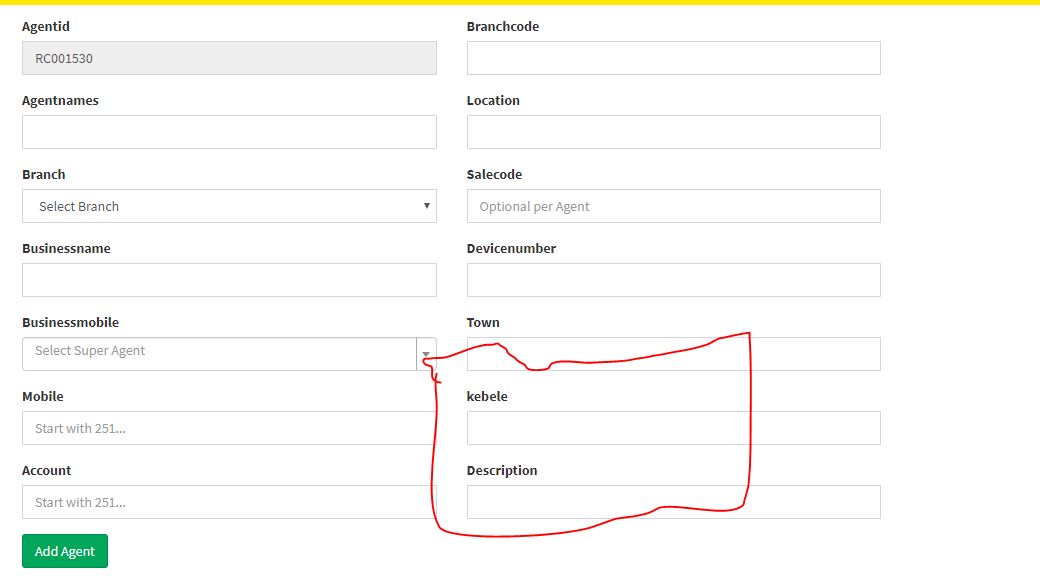 Agentid
Branchcode
RC001530
Agentnames
Location
Branch
Salecode
Select Branch
Optional per Agent
Businessname
Devicenumber
Businessmobile
Town
Select Super Agent
Mobile
kebele
Start with 251...
Account
Description
Start with 251...
Add Agent